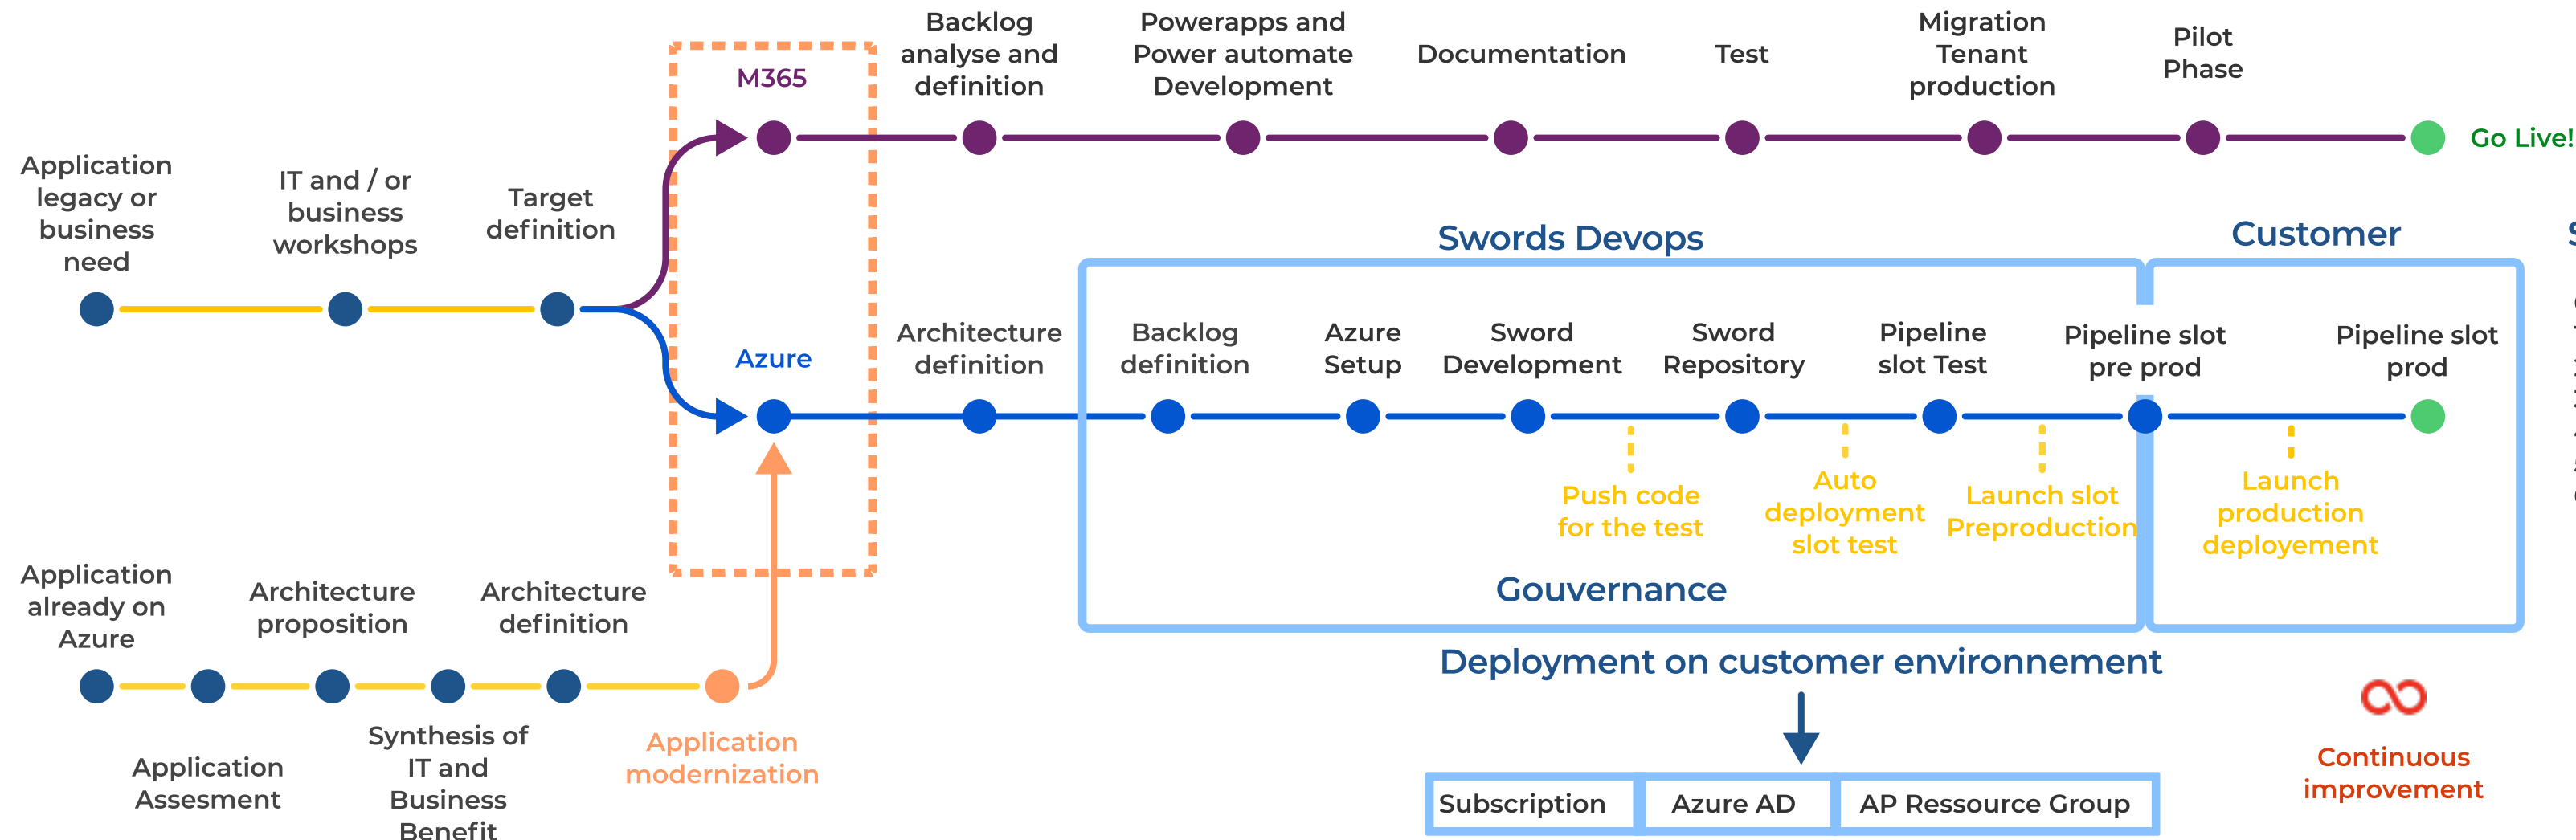 M365
Backlog
analyse and
definition
Powerapps and
Power automate
Development
Documentation
Test
Migration
Tenant
production
Pilot
Phase
Go Live!
Application
legacy or
business
need
IT and / or
business
workshops
Target
definition
Swords Devops
Customer
Azure
Architecture
definition
Backlog
definition
Azure
Setup
Sword
Development
Sword
Repository
Pipeline
slot Test
Pipeline slot
pre prod
Pipeline slot
prod
Push code
for the test
Auto
deployment
slot test
Launch slot
Preproduction
Launch
production
deployement
Gouvernance
Application
already on
Azure
Architecture
proposition
Architecture
definition
Application
Assesment
Synthesis of
IT and
Business
Benefit
Application
modernization
Deployment on customer environnement
Subscription
Azure AD
AP Ressource Group
Continuous
improvement